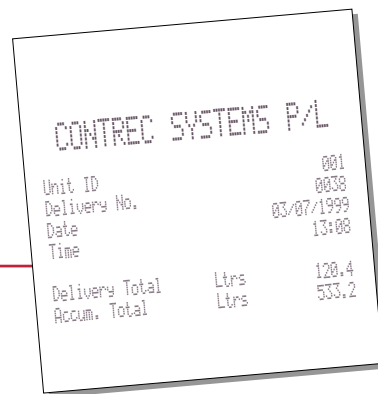 CONTREC SYSTEMS P/L
Unit ID 001
Delivery No. 0038
Date 03/07/1999
Time 13:08
Delivery Total Ltrs 120.4
Accum. Total Ltrs 533.2